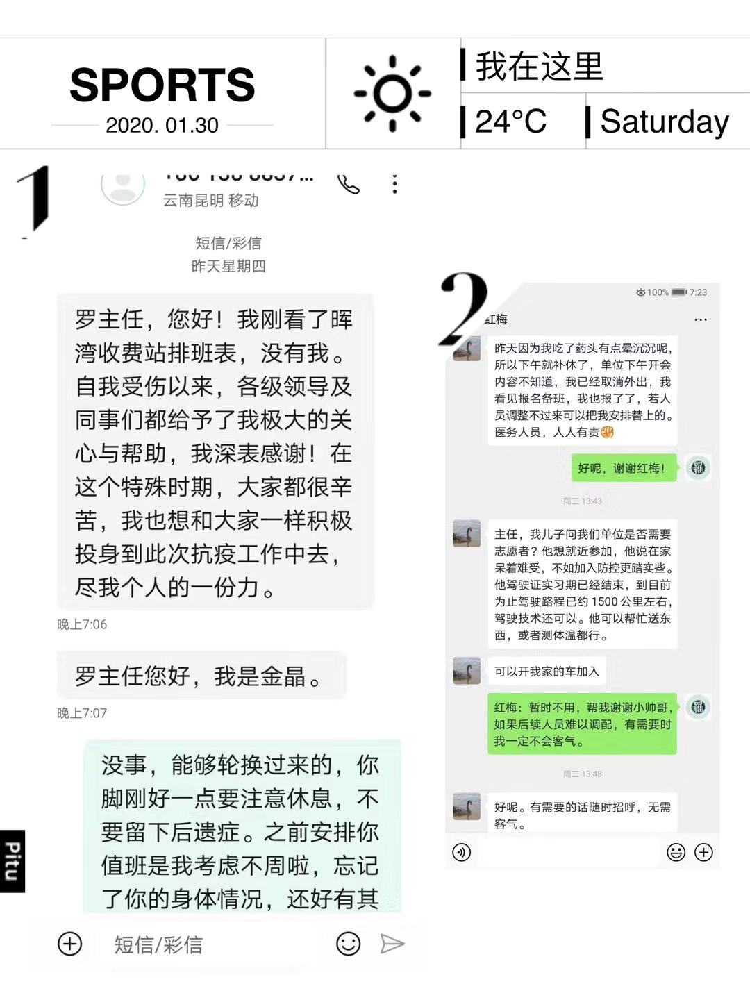 SPORTS
2020. 01.30
我在这里
24°C
Saturday
1
云南昆明 移动
短信/彩信
昨天星期四
罗主任，您好！我刚看了晖
湾收费站排班表，没有我。
自我受伤以来，各级领导及
同事们都给予了我极大的关
心与帮助，我深表感谢！在
这个特殊时期，大家都很辛
苦，我也想和大家一样积极
投身到此次抗疫工作中去，
尽我个人的一份力。
晚上7:06
罗主任您好，我是金晶。
晚上7:07
没事，能够轮换过来的，你
脚刚好一点要注意休息，不
要留下后遗症。之前安排你
值班是我考虑不周啦，忘记
了你的身体情况，还好有其
短信/彩信
2
100% 7:23
红梅
昨天因为我吃了药头有点晕沉沉呢，
所以下午就补休了，单位下午开会
内容不知道，我已经取消外出，我
看见报名备班，我也报了了，若人
员调整不过来可以把我安排替上的。
医务人员，人人有责✊
好呢，谢谢红梅！
周三 13:43
主任，我儿子问我们单位是否需要
志愿者？他想就近参加，他说在家
呆着难受，不如加入防控更踏实些。
他驾驶证实习期已经结束，到目前
为止驾驶路程已约1500公里左右，
驾驶技术还可以。他可以帮忙送东
西，或者测体温都行。
可以开我家的车加入
红梅：暂时不用，帮我谢谢小帅哥，
如果后续人员难以调配，有需要时
我一定不会客气。
周三 13:48
好呢。有需要的话随时招呼，无需
客气。
Pitu